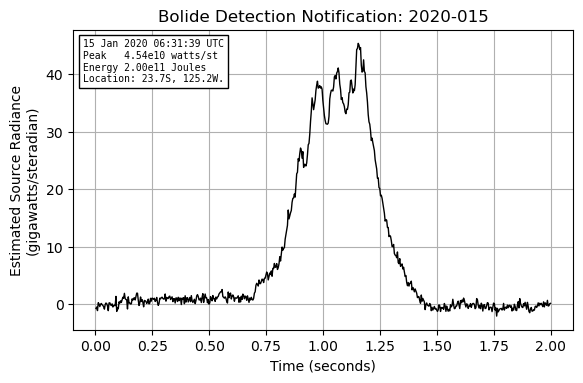 Bolide Detection Notification: 2020-015
15 Jan 2020 06:31:39 UTC
Peak   4.54e10 watts/st
Energy 2.00e11 Joules
Location: 23.7S, 125.2W.
Estimated Source Radiance
(gigawatts/steradian)
40
30
20
10
0
0.00 0.25 0.50 0.75 1.00 1.25 1.50 1.75 2.00
Time (seconds)